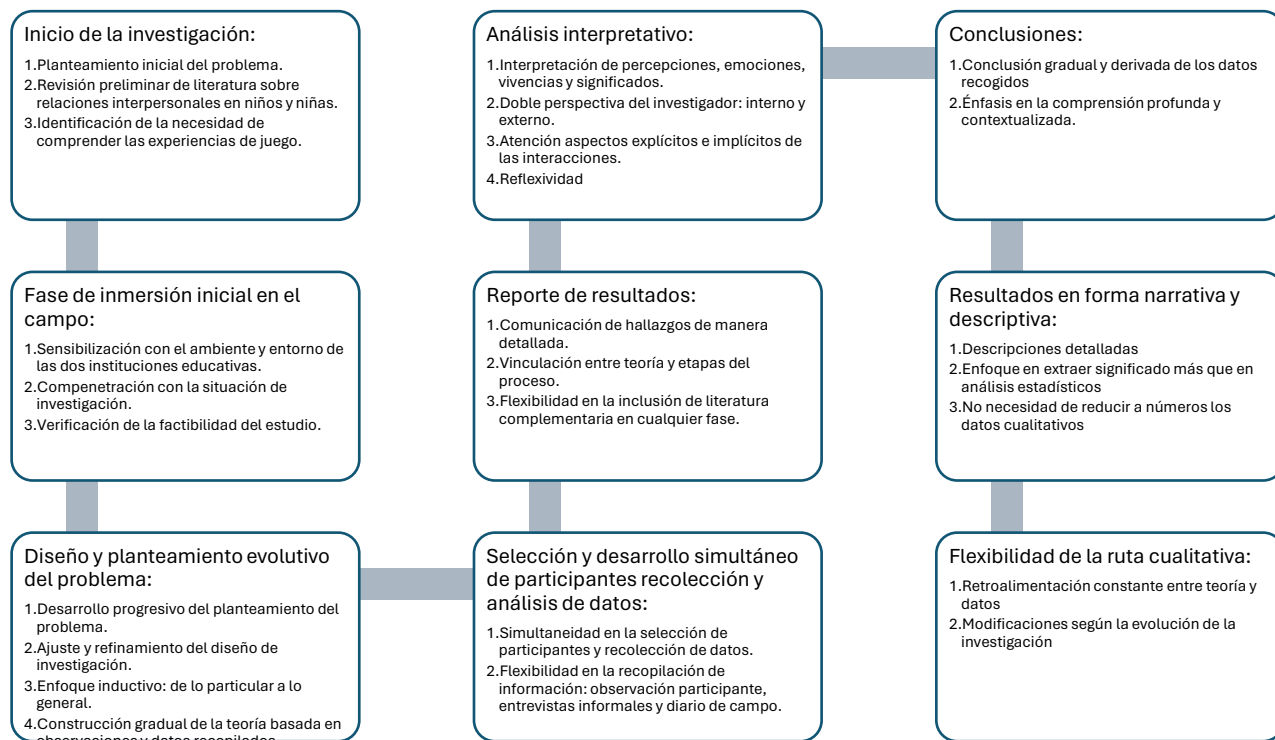 Inicio de la investigación:
1.Planteamiento inicial del problema.
2.Revisión preliminar de literatura sobre
relaciones interpersonales en niños y niñas.
3.Identificación de la necesidad de
comprender las experiencias de juego.
Fase de inmersión inicial en el
campo:
1.Sensibilización con el ambiente y entorno de
las dos instituciones educativas.
2.Compenetración con la situación de
investigación.
3.Verificación de la factibilidad del estudio.
Diseño y planteamiento evolutivo
del problema:
1.Desarrollo progresivo del planteamiento del
problema.
2.Ajuste y refinamiento del diseño de
investigación.
3.Enfoque inductivo: de lo particular a lo
general.
4.Construcción gradual de la teoría basada en
observaciones y datos recopilados
Selección y desarrollo simultáneo
de participantes recolección y
análisis de datos:
1.Simultaneidad en la selección de
participantes y recolección de datos.
2.Flexibilidad en la recopilación de
información: observación participante,
entrevistas informales y diario de campo.
Reporte de resultados:
1.Comunicación de hallazgos de manera
detallada.
2.Vinculación entre teoría y etapas del
proceso.
3.Flexibilidad en la inclusión de literatura
complementaria en cualquier fase.
Análisis interpretativo:
1.Interpretación de percepciones, emociones,
vivencias y significados.
2.Doble perspectiva del investigador: interno y
externo.
3.Atención aspectos explícitos e implícitos de
las interacciones.
4.Reflexividad
Conclusiones:
1.Conclusión gradual y derivada de los datos
recogidos
2.Énfasis en la comprensión profunda y
contextualizada.
Resultados en forma narrativa y
descriptiva:
1.Descripciones detalladas
2.Enfoque en extraer significado más que en
análisis estadísticos
3.No necesidad de reducir a números los
datos cualitativos
Flexibilidad de la ruta cualitativa:
1.Retroalimentación constante entre teoría y
datos
2.Modificaciones según la evolución de la
investigación